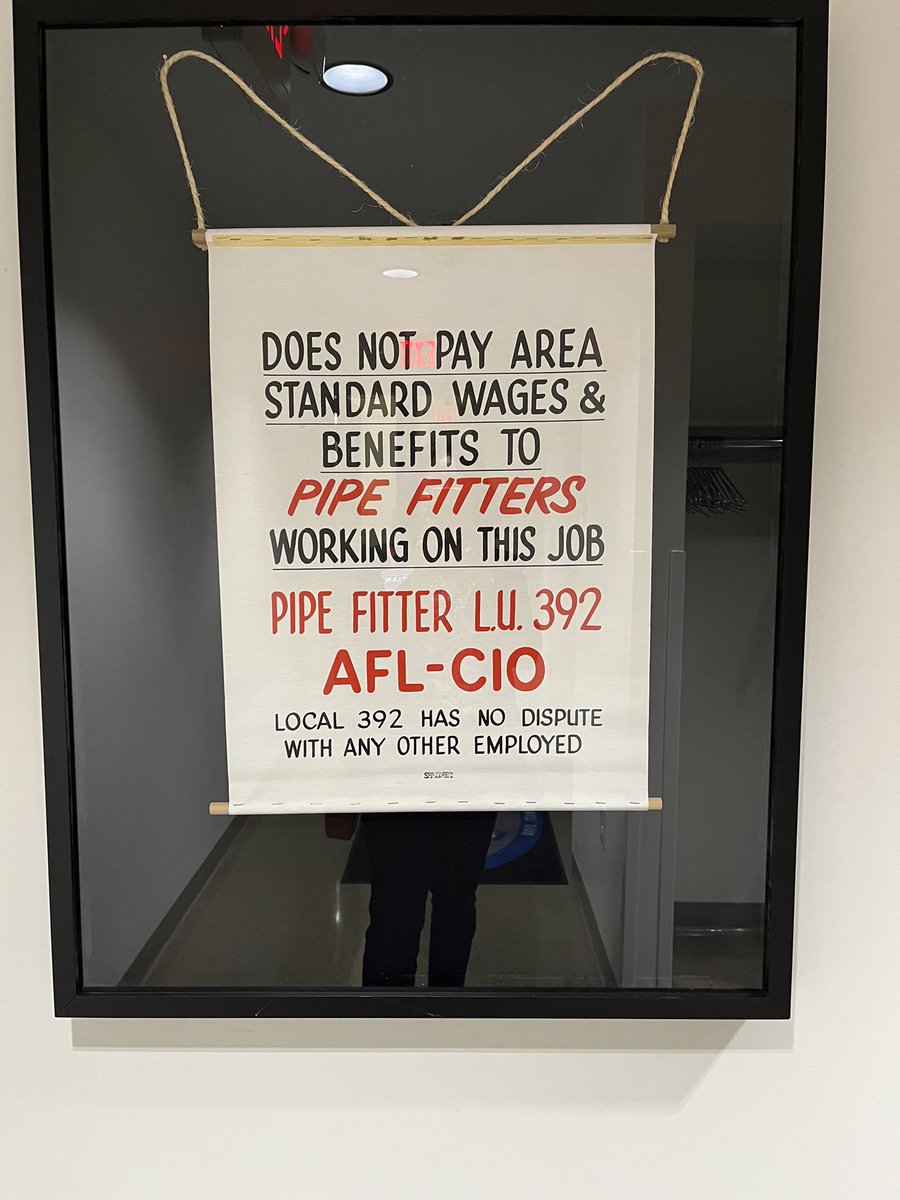 DOES NOT PAY AREA
STANDARD WAGES &
BENEFITS TO
PIPE FITTERS
WORKING ON THIS JOB
PIPE FITTER L.U. 392
AFL-CIO
LOCAL 392 HAS NO DISPUTE
WITH ANY OTHER EMPLOYED